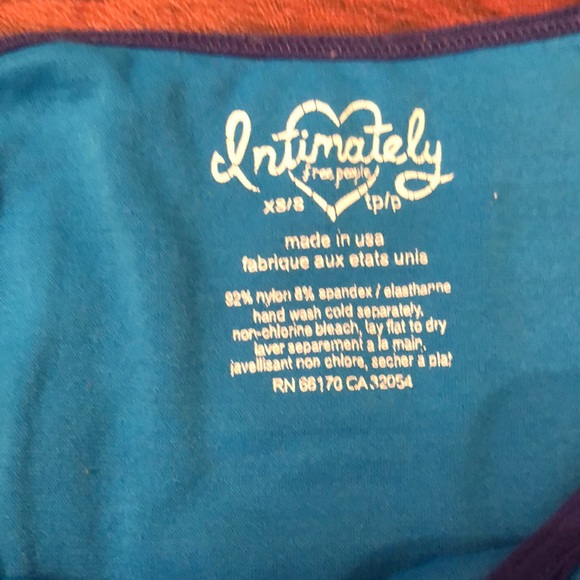 Intimately
free people
xs/s tp/p
made in usa
fabrique aux etats unis
92% nylon 8% spandex / elasthanne
hand wash cold separately,
non-chlorine bleach, lay flat to dry
laver separement a la main,
javellisant non chlore, secher a plat
RN 66170 CA 32054